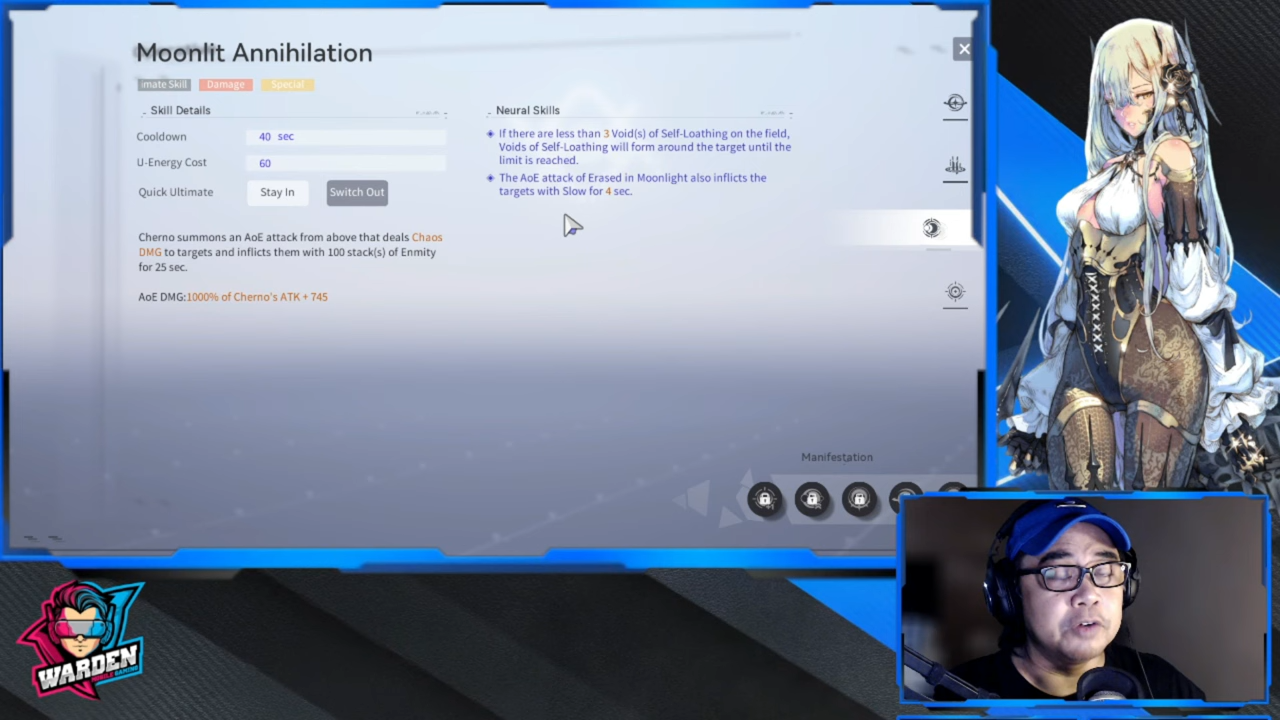 Moonlit Annihilation
imate Skill Damage Special
Skill Details
Cooldown 40 sec
U-Energy Cost 60
Quick Ultimate Stay In Switch Out
Cherno summons an AoE attack from above that deals Chaos
DMG to targets and inflicts them with 100 stack(s) of Enmity
for 25 sec.
AoE DMG:1000% of Cherno's ATK + 745
Neural Skills
If there are less than 3 Void(s) of Self-Loathing on the field,
Voids of Self-Loathing will form around the target until the
limit is reached.
The AoE attack of Erased in Moonlight also inflicts the
targets with Slow for 4 sec.
Manifestation
WARDEN
MOBILE GAMING